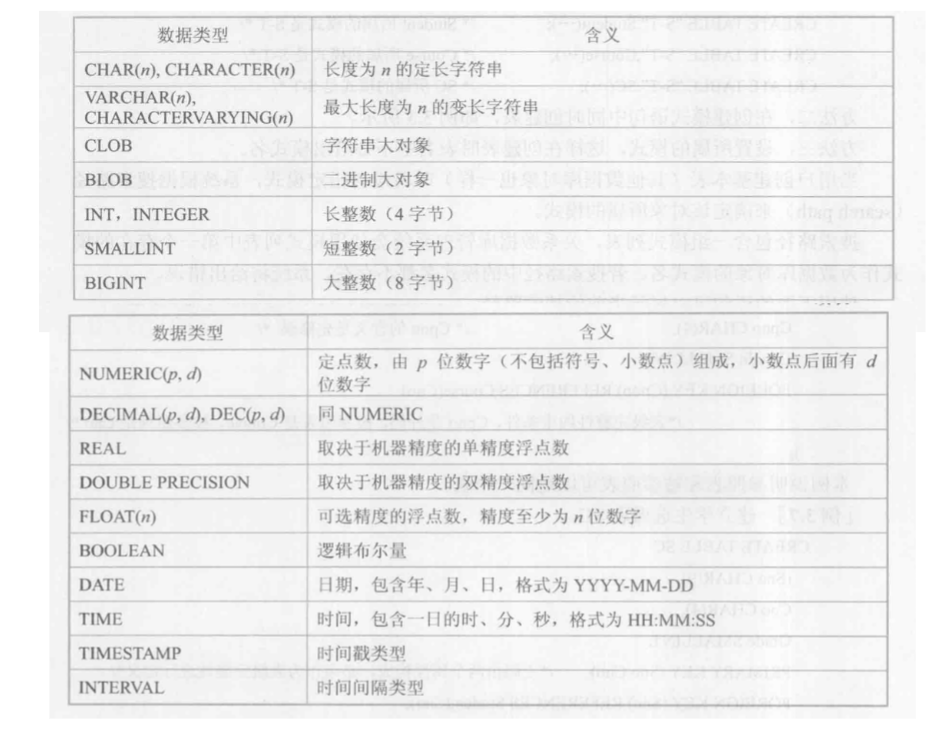 数据类型 含义
CHAR(n), CHARACTER(n) 长度为 n 的定长字符串
VARCHAR(n),
CHARACTERVARYING(n) 最大长度为 n 的变长字符串
CLOB 字符串大对象
BLOB 二进制大对象
INT，INTEGER 长整数（4 字节）
SMALLINT 短整数（2 字节）
BIGINT 大整数（8 字节）
数据类型 含义
NUMERIC(p, d) 定点数，由 p 位数字（不包括符号、小数点）组成，小数点后面有 d
位数字
DECIMAL(p, d), DEC(p, d) 同 NUMERIC
REAL 取决于机器精度的单精度浮点数
DOUBLE PRECISION 取决于机器精度的双精度浮点数
FLOAT(n) 可选精度的浮点数，精度至少为 n 位数字
BOOLEAN 逻辑布尔量
DATE 日期，包含年、月、日，格式为 YYYY-MM-DD
TIME 时间，包含一日的时、分、秒，格式为 HH:MM:SS
TIMESTAMP 时间戳类型
INTERVAL 时间间隔类型